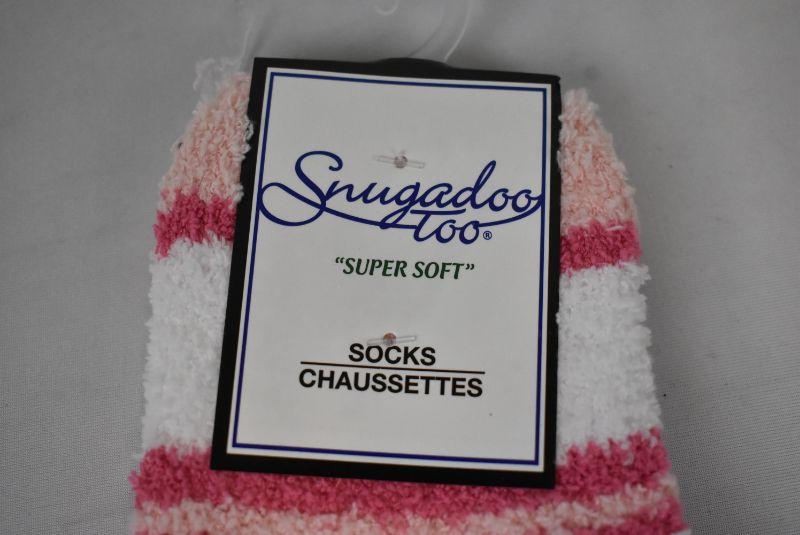 Snugadoo
Too®
“SUPER SOFT”
SOCKS
CHAUSSETTES